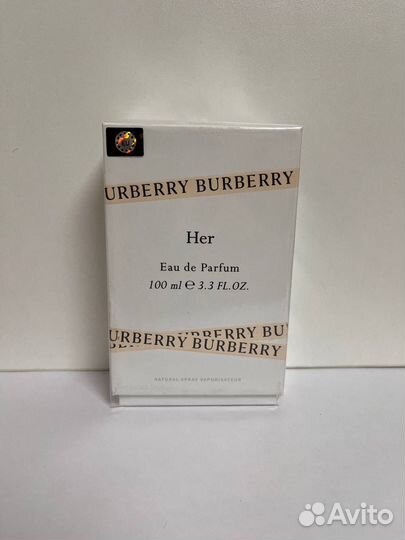 URBERRY BURBERRY
Her
Eau de Parfum
100 ml ℮ 3.3 FL.OZ.
URBERRY BURBERRY BU
BURBERRY
NATURAL SPRAY VAPORISATEUR
Avito